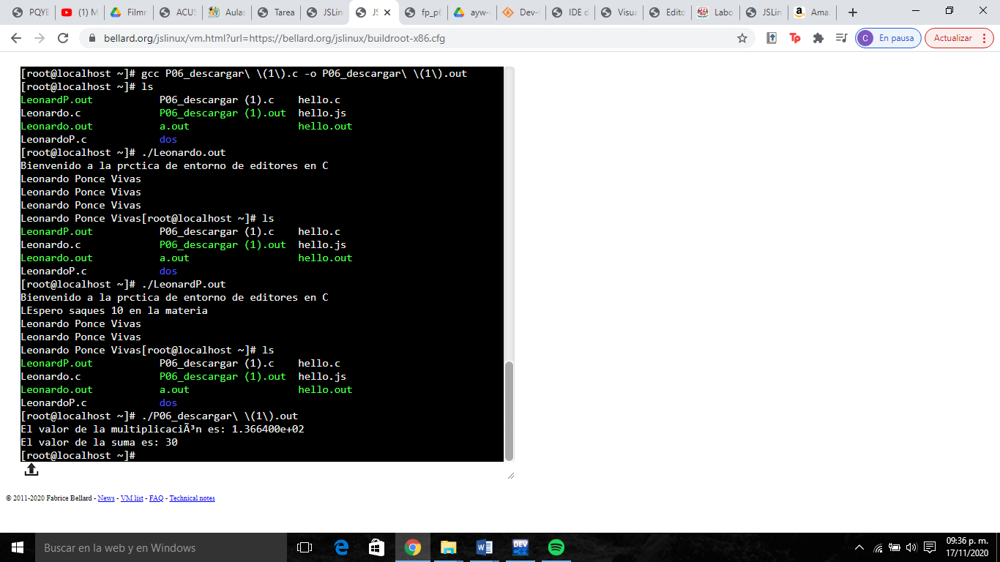 PQYE
(1) M
Filmr
ACUS
Aulas
Tarea
JSLin
JS
fp_p6
ayw-
Dev-
IDE d
Visua
Edito
Labo
JSLin
Ama
bellard.org/jslinux/vm.html?url=https://bellard.org/jslinux/buildroot-x86.cfg
Tp
C En pausa
Actualizar
[root@localhost ~]# gcc P06_descargar\ \(1\).c -o P06_descargar\ \(1\).out
[root@localhost ~]# ls
LeonardP.out P06_descargar (1).c hello.c
Leonardo.c P06_descargar (1).out hello.js
Leonardo.out a.out hello.out
LeonardoP.c dos
[root@localhost ~]# ./Leonardo.out
Bienvenido a la prctica de entorno de editores en C
Leonardo Ponce Vivas
Leonardo Ponce Vivas
Leonardo Ponce Vivas
Leonardo Ponce Vivas[root@localhost ~]# ls
LeonardP.out P06_descargar (1).c hello.c
Leonardo.c P06_descargar (1).out hello.js
Leonardo.out a.out hello.out
LeonardoP.c dos
[root@localhost ~]# ./LeonardP.out
Bienvenido a la prctica de entorno de editores en C
LEspero saques 10 en la materia
Leonardo Ponce Vivas
Leonardo Ponce Vivas
Leonardo Ponce Vivas[root@localhost ~]# ls
LeonardP.out P06_descargar (1).c hello.c
Leonardo.c P06_descargar (1).out hello.js
Leonardo.out a.out hello.out
LeonardoP.c dos
[root@localhost ~]# ./P06_descargar\ \(1\).out
El valor de la multiplicaciÃ³n es: 1.366400e+02
El valor de la suma es: 30
[root@localhost ~]#
© 2011-2020 Fabrice Bellard - News - VM list - FAQ - Technical notes
Buscar en la web y en Windows
DEV
09:36 p. m.
17/11/2020